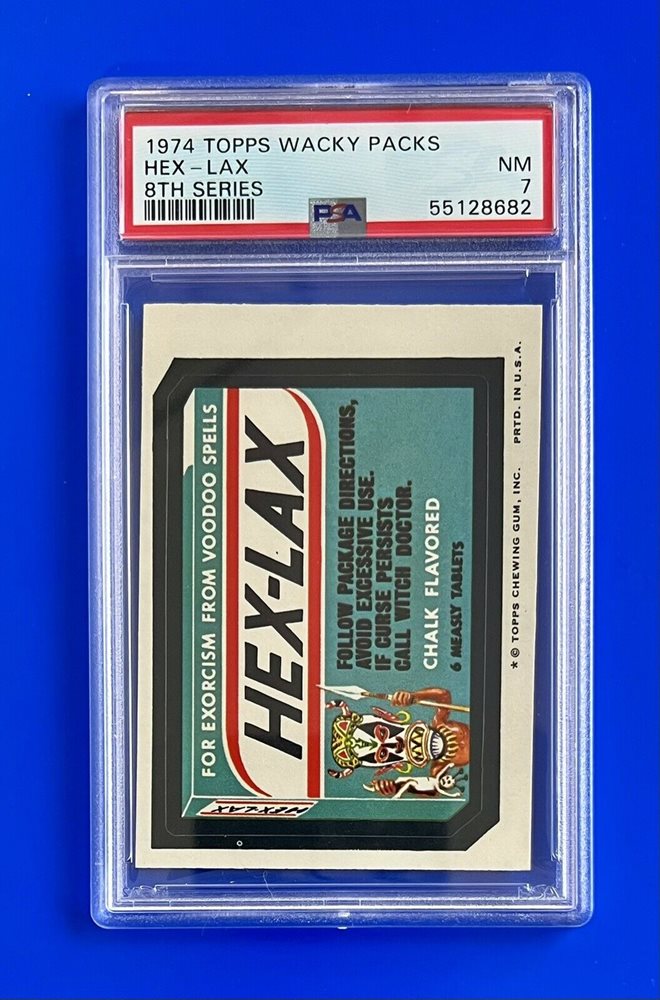 1974 TOPPS WACKY PACKS
HEX-LAX NM
8TH SERIES 7
PSA 55128682
FOR EXORCISM FROM VOODOO SPELLS
HEX-LAX
FOLLOW PACKAGE DIRECTIONS,
AVOID EXCESSIVE USE.
IF CURSE PERSISTS
CALL WITCH DOCTOR.
CHALK FLAVORED
6 MEASLY TABLETS
HEX-LAX
* © TOPPS CHEWING GUM, INC. PRTD. IN U.S.A.